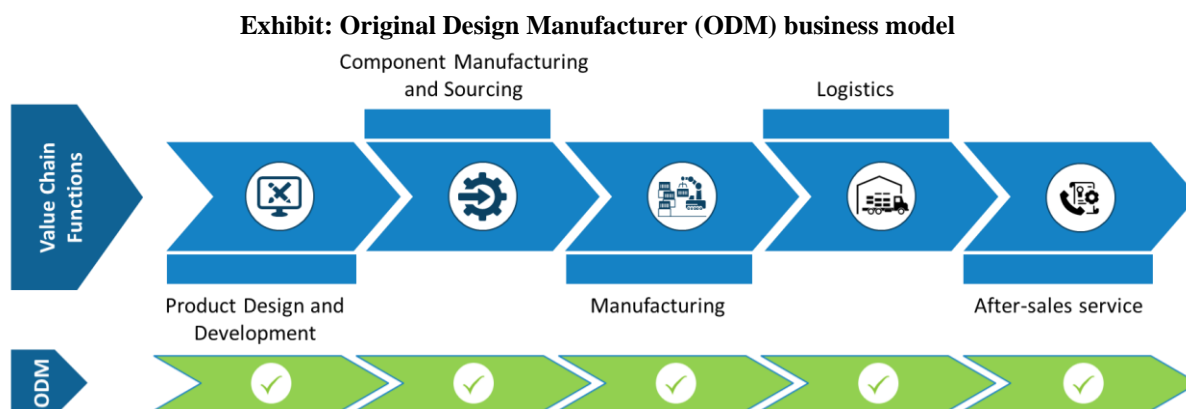 Exhibit: Original Design Manufacturer (ODM) business model
Component Manufacturing
and Sourcing
Logistics
Value Chain
Functions
Product Design and
Development
Manufacturing
After-sales service
ODM